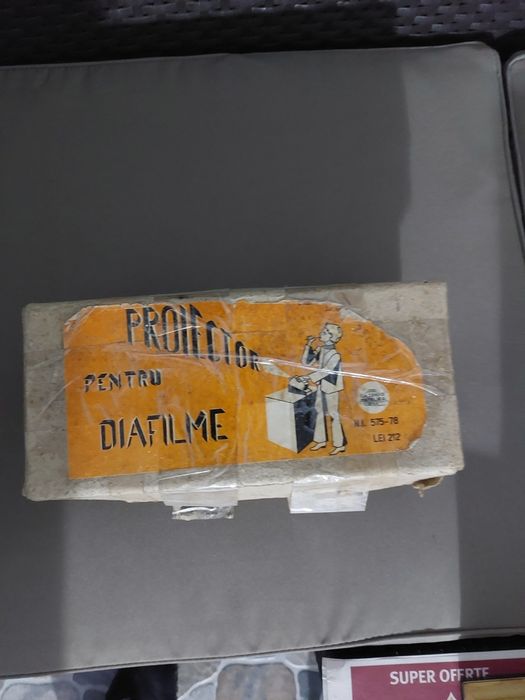 PROIECTOR
PENTRU
DIAFILME
N.I. 575-78
LEI 212
SUPER OFERTE